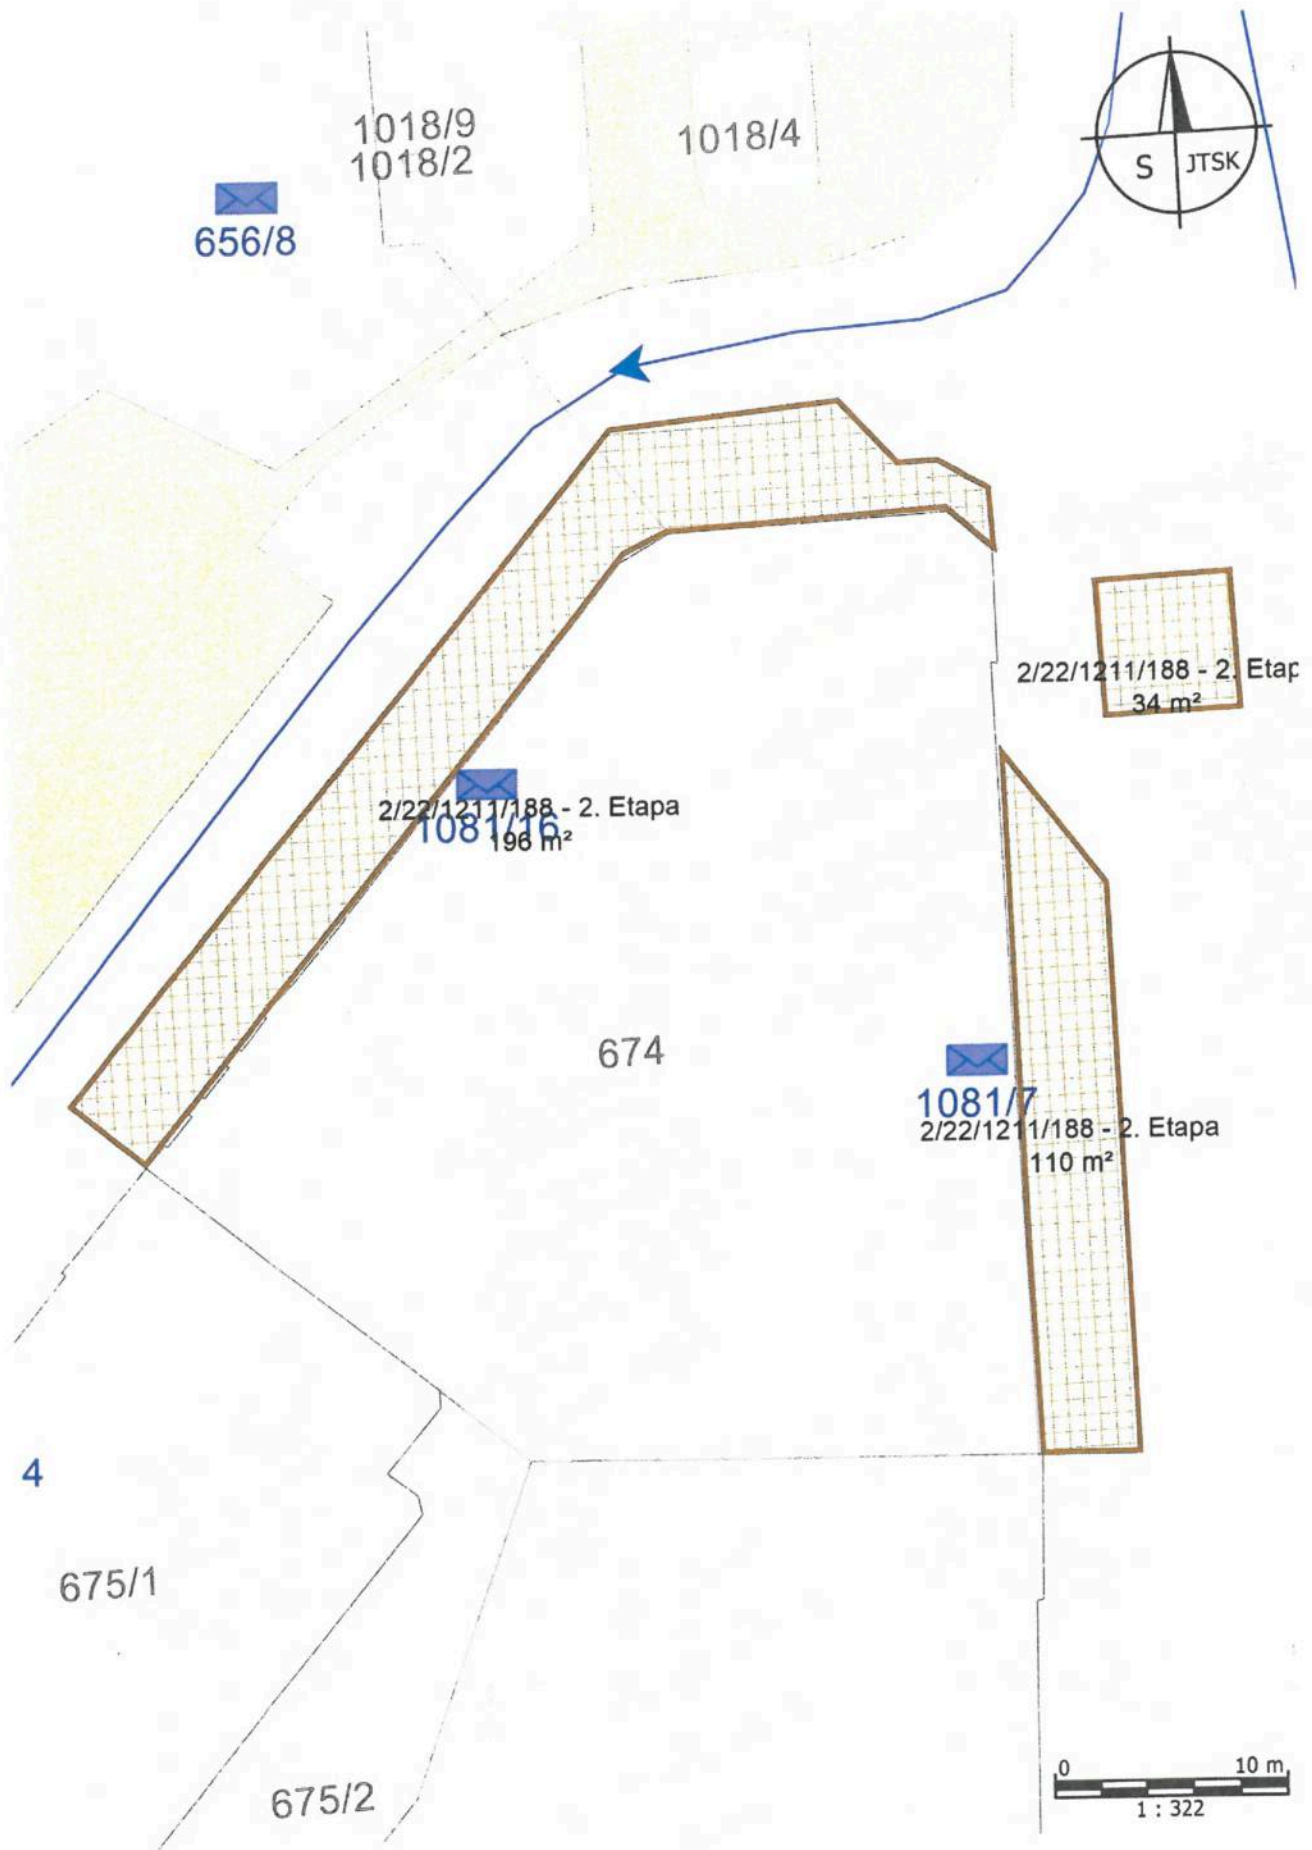 1018/9
1018/2
1018/4
S JTSK
656/8
2/22/1211/188 - 2. Etap
34 m²
2/22/1211/188 - 2. Etapa
1081/16
196 m²
674
1081/7
2/22/1211/188 - 2. Etapa
110 m²
4
675/1
675/2
0 10 m
1 : 322